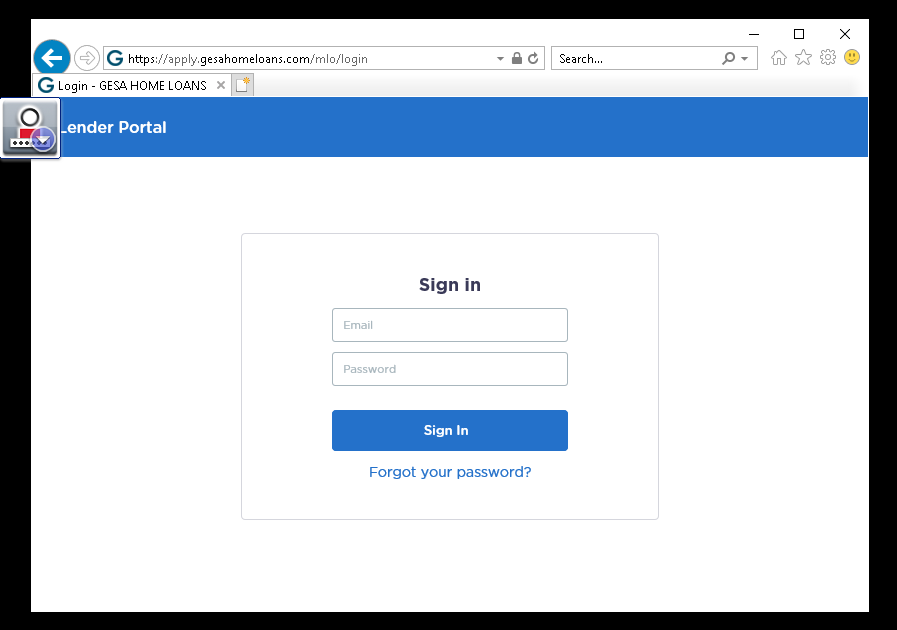 https://apply.gesahomeloans.com/mlo/login
Search...
Login - GESA HOME LOANS
Lender Portal
Sign in
Email
Password
Sign In
Forgot your password?